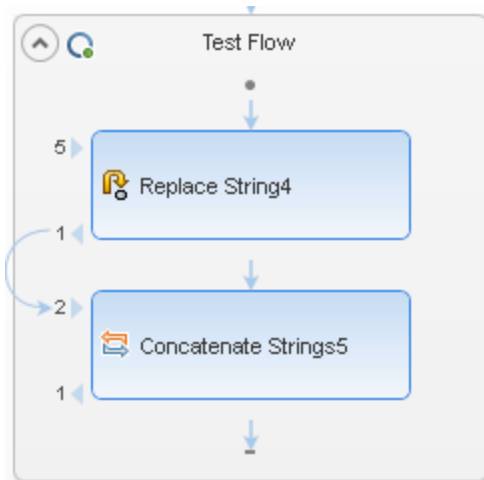 Test Flow
5
Replace String4
1
2
Concatenate Strings5
1